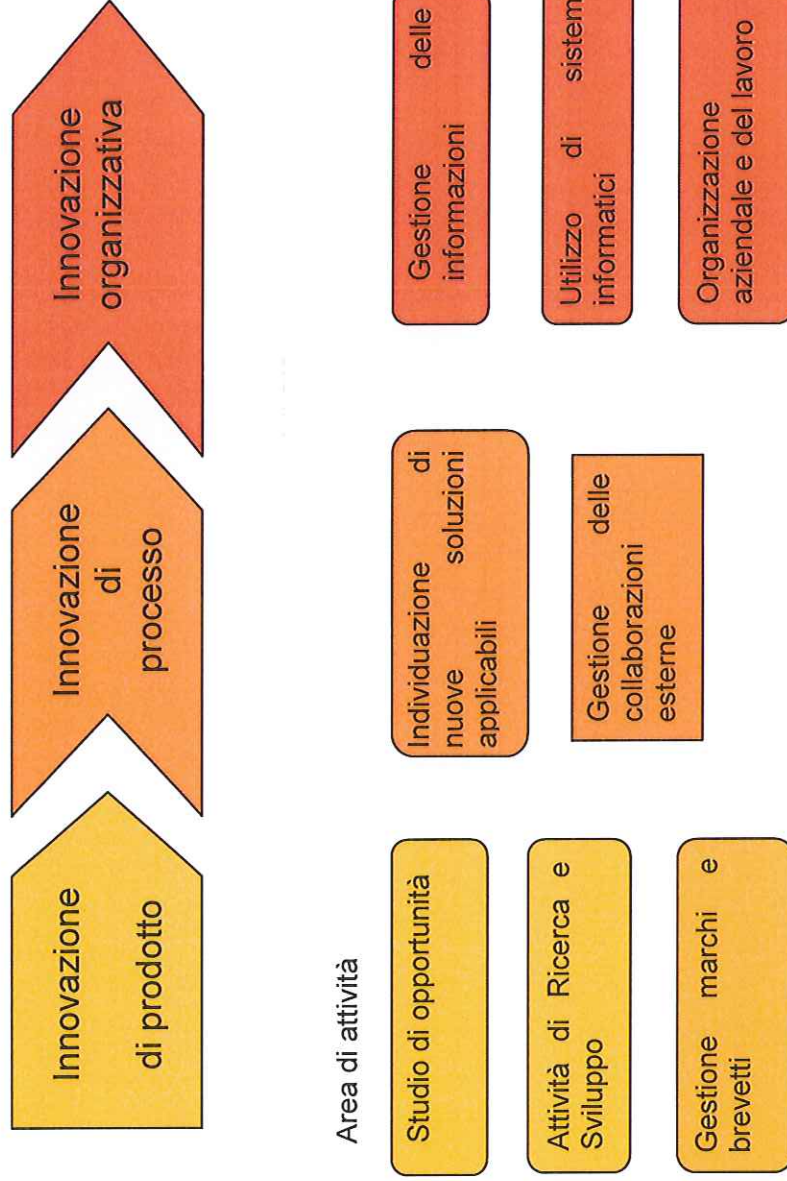 Innovazione
di prodotto
Innovazione
di
processo
Innovazione
organizzativa
Area di attività
Studio di opportunità
Attività di Ricerca e
Sviluppo
Gestione marchi e
brevetti
Individuazione di
nuove soluzioni
applicabili
Gestione delle
collaborazioni
esterne
Gestione delle
informazioni
Utilizzo di sistem
informatici
Organizzazione
aziendale e del lavoro